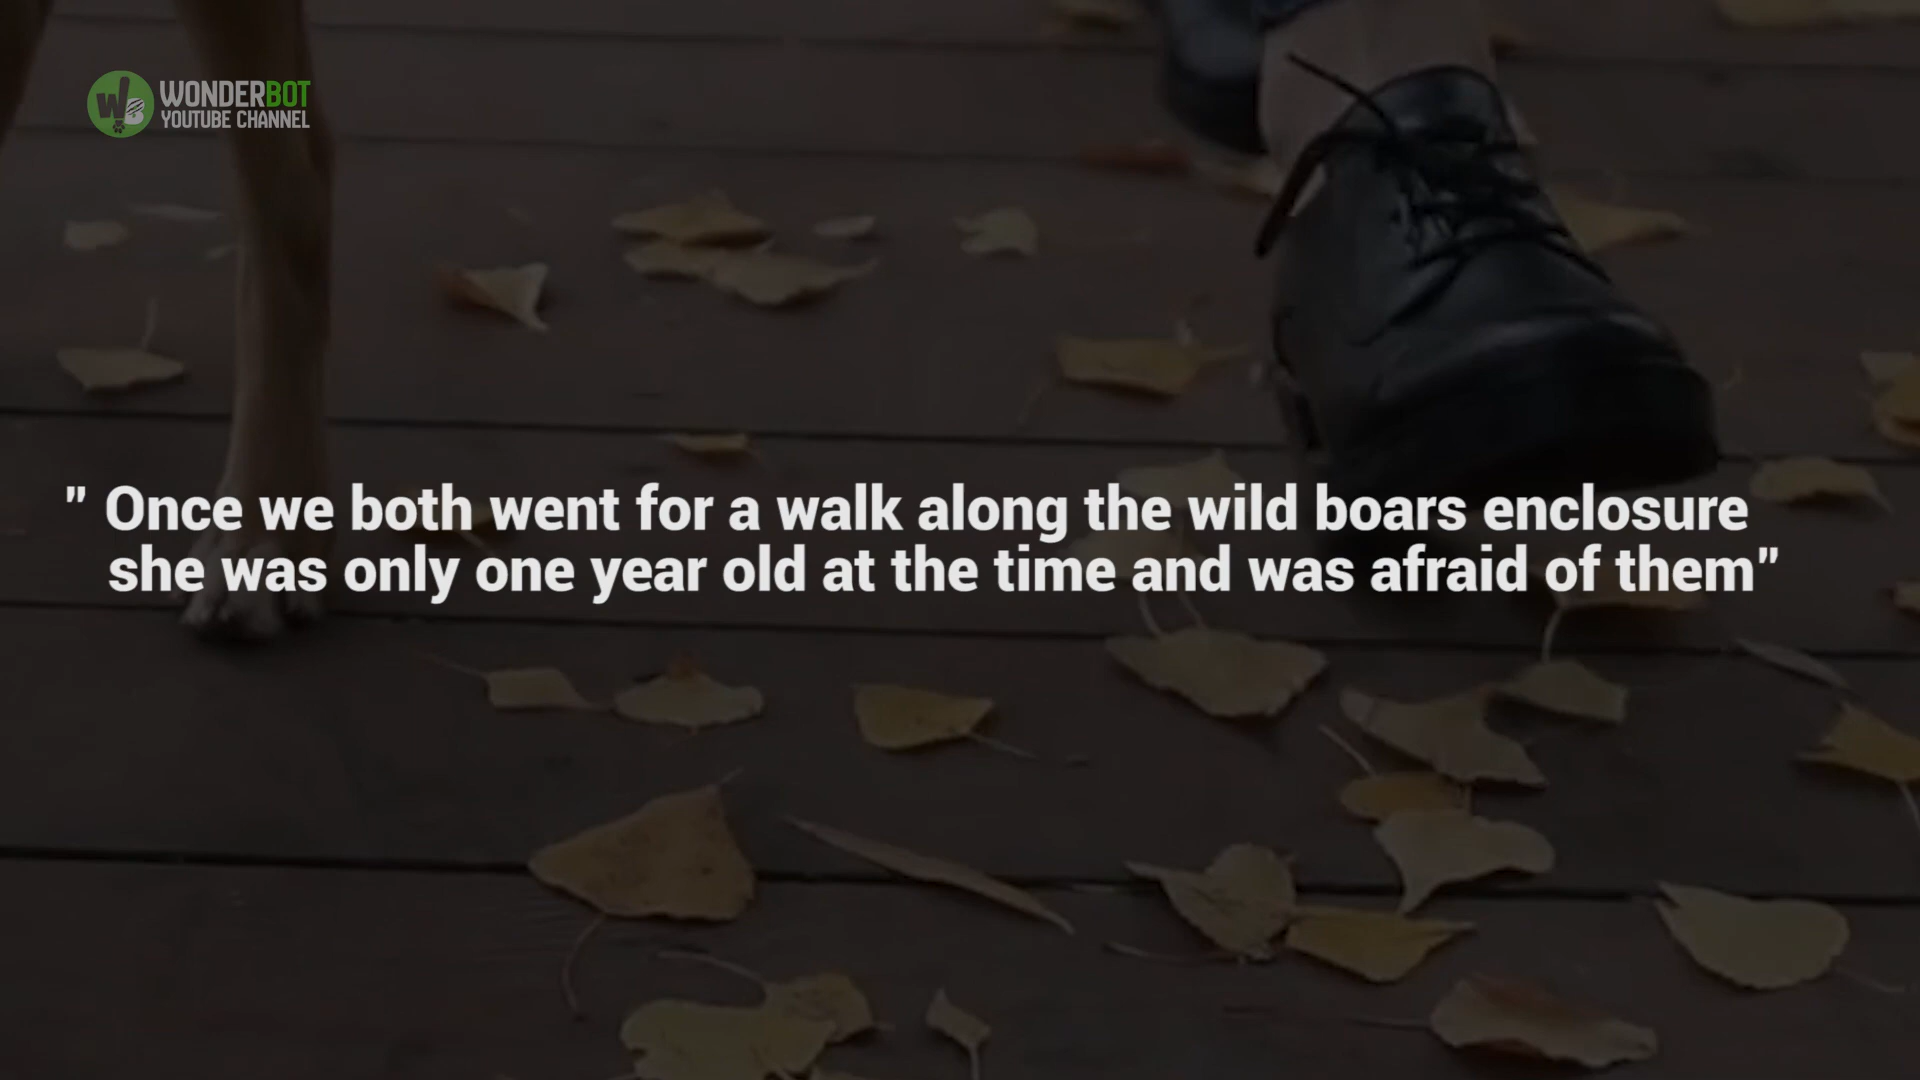 WONDERBOT
YOUTUBE CHANNEL
" Once we both went for a walk along the wild boars enclosure
she was only one year old at the time and was afraid of them"